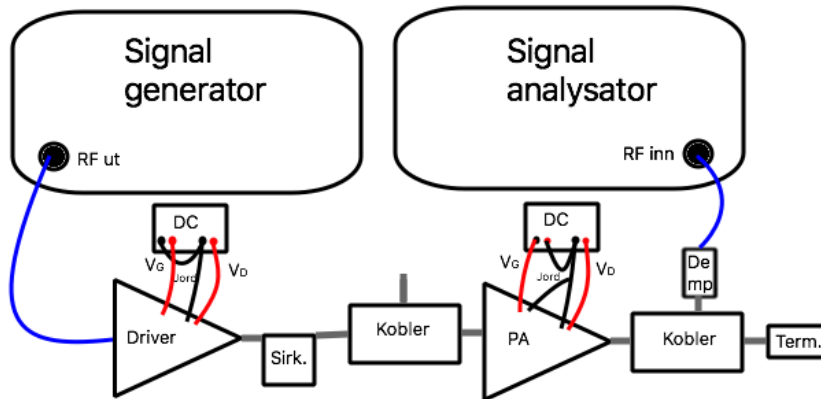 Signal
generator
Signal
analysator
RF ut
RF inn
DC
DC
VG
Jord
VD
VG
Jord
VD
De
mp
Driver
Sirk.
Kobler
PA
Kobler
Term.